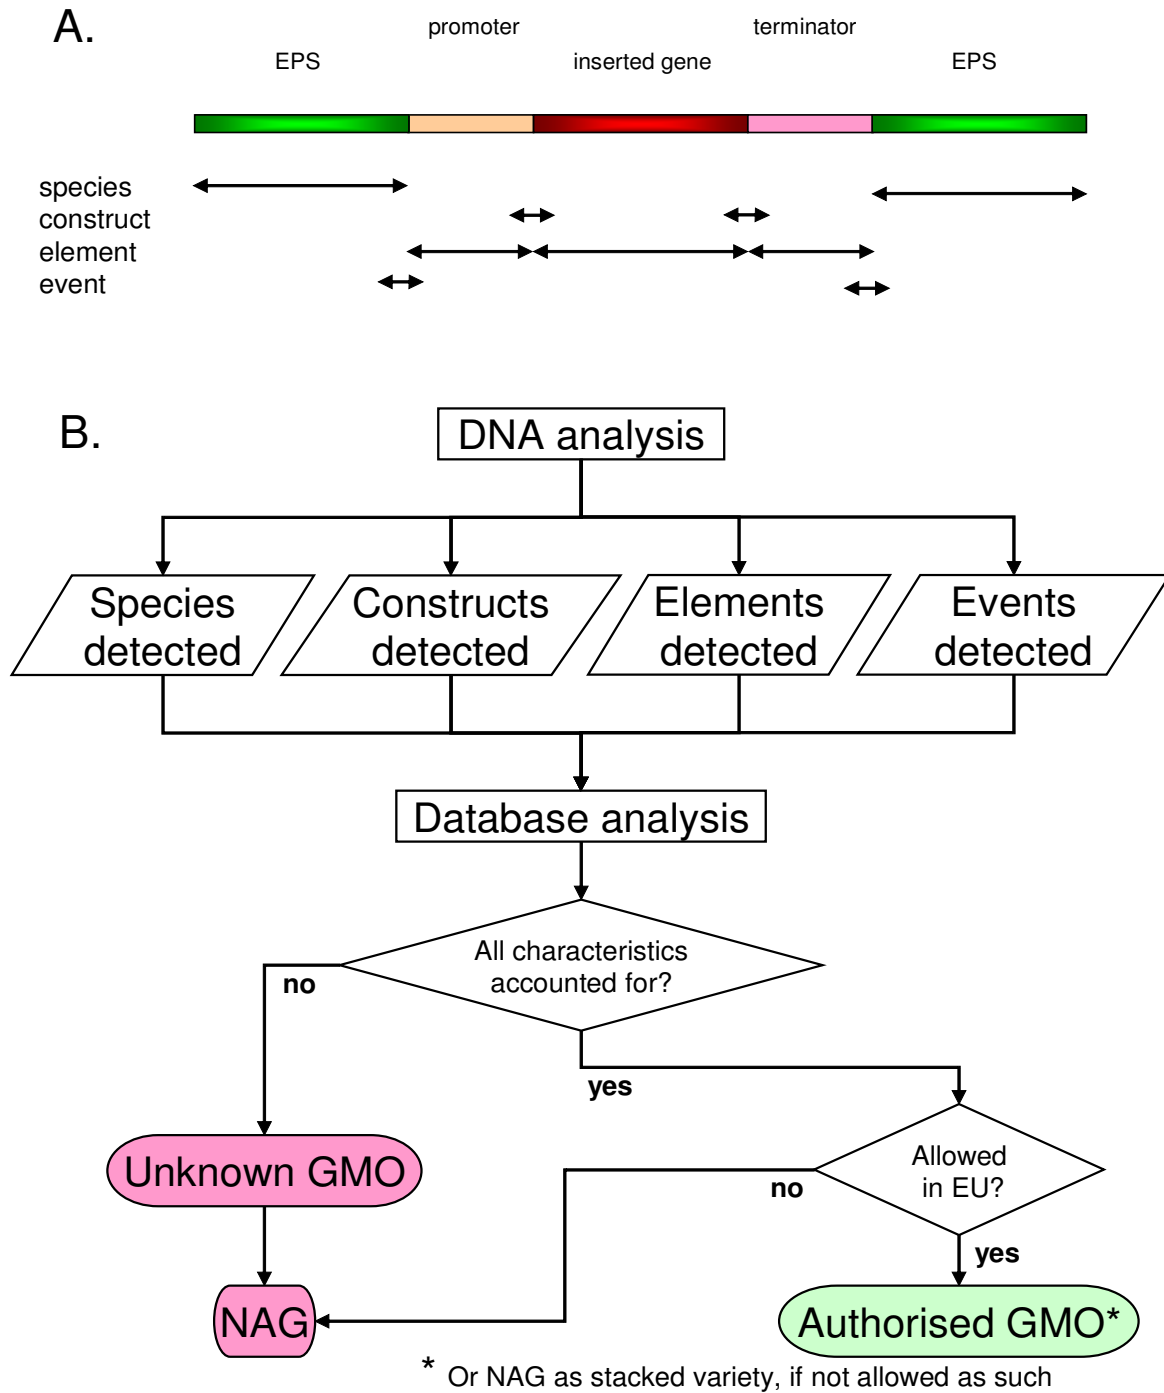 A.
promoter
terminator
EPS
inserted gene
EPS
species
construct
element
event
B.
DNA analysis
Species
detected
Constructs
detected
Elements
detected
Events
detected
Database analysis
All characteristics
accounted for?
no
yes
Unknown GMO
Allowed
in EU?
no
yes
NAG
Authorised GMO*
* Or NAG as stacked variety, if not allowed as such